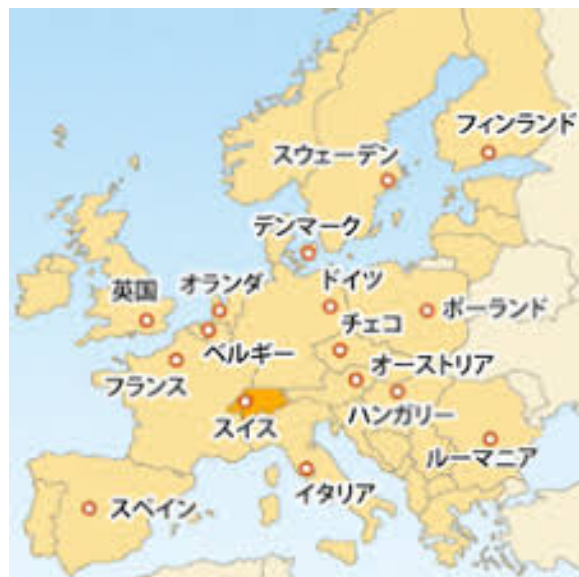 フィンランド
スウェーデン
デンマーク
オランダ
ドイツ
英国
ポーランド
チェコ
ベルギー
オーストリア
フランス
ハンガリー
スイス
ルーマニア
イタリア
スペイン